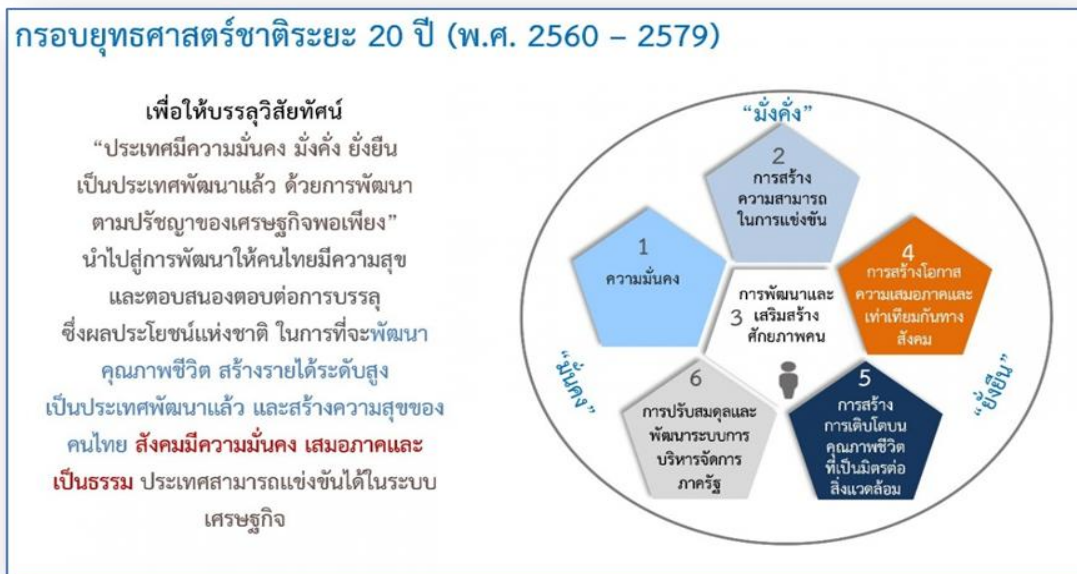 กรอบยุทธศาสตร์ชาติระยะ 20 ปี (พ.ศ. 2560 – 2579)
เพื่อให้บรรลุวิสัยทัศน์
“ประเทศมีความมั่นคง มั่งคั่ง ยั่งยืน
เป็นประเทศพัฒนาแล้ว ด้วยการพัฒนา
ตามปรัชญาของเศรษฐกิจพอเพียง”
นำไปสู่การพัฒนาให้คนไทยมีความสุข
และตอบสนองตอบต่อการบรรลุ
ซึ่งผลประโยชน์แห่งชาติ ในการที่จะพัฒนา
คุณภาพชีวิต สร้างรายได้ระดับสูง
เป็นประเทศพัฒนาแล้ว และสร้างความสุขของ
คนไทย สังคมมีความมั่นคง เสมอภาคและ
เป็นธรรม ประเทศสามารถแข่งขันได้ในระบบ
เศรษฐกิจ
“มั่งคั่ง”
2
การสร้าง
ความสามารถ
ในการแข่งขัน
1
ความมั่นคง
การพัฒนาและ
3 เสริมสร้าง
ศักยภาพคน
4
การสร้างโอกาส
ความเสมอภาคและ
เท่าเทียมกันทาง
สังคม
“มั่นคง”
6
การปรับสมดุลและ
พัฒนาระบบการ
บริหารจัดการ
ภาครัฐ
5
การสร้าง
การเติบโตบน
คุณภาพชีวิต
ที่เป็นมิตรต่อ
สิ่งแวดล้อม
“ยั่งยืน”